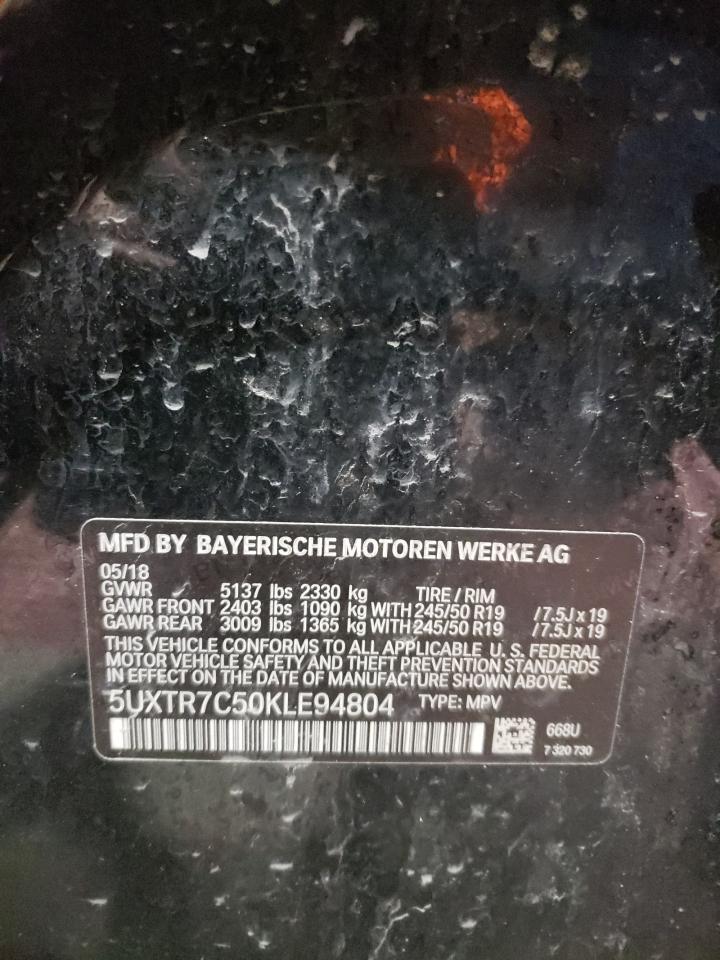 MFD BY BAYERISCHE MOTOREN WERKE AG
05/18
GVWR 5137 lbs 2330 kg TIRE / RIM
GAWR FRONT 2403 lbs 1090 kg WITH 245/50 R19 /7.5J x 19
GAWR REAR 3009 lbs 1365 kg WITH 245/50 R19 /7.5J x 19
THIS VEHICLE CONFORMS TO ALL APPLICABLE U. S. FEDERAL
MOTOR VEHICLE SAFETY AND THEFT PREVENTION STANDARDS
IN EFFECT ON THE DATE OF MANUFACTURE SHOWN ABOVE.
5UXTR7C50KLE94804 TYPE: MPV
668U
7 320 730